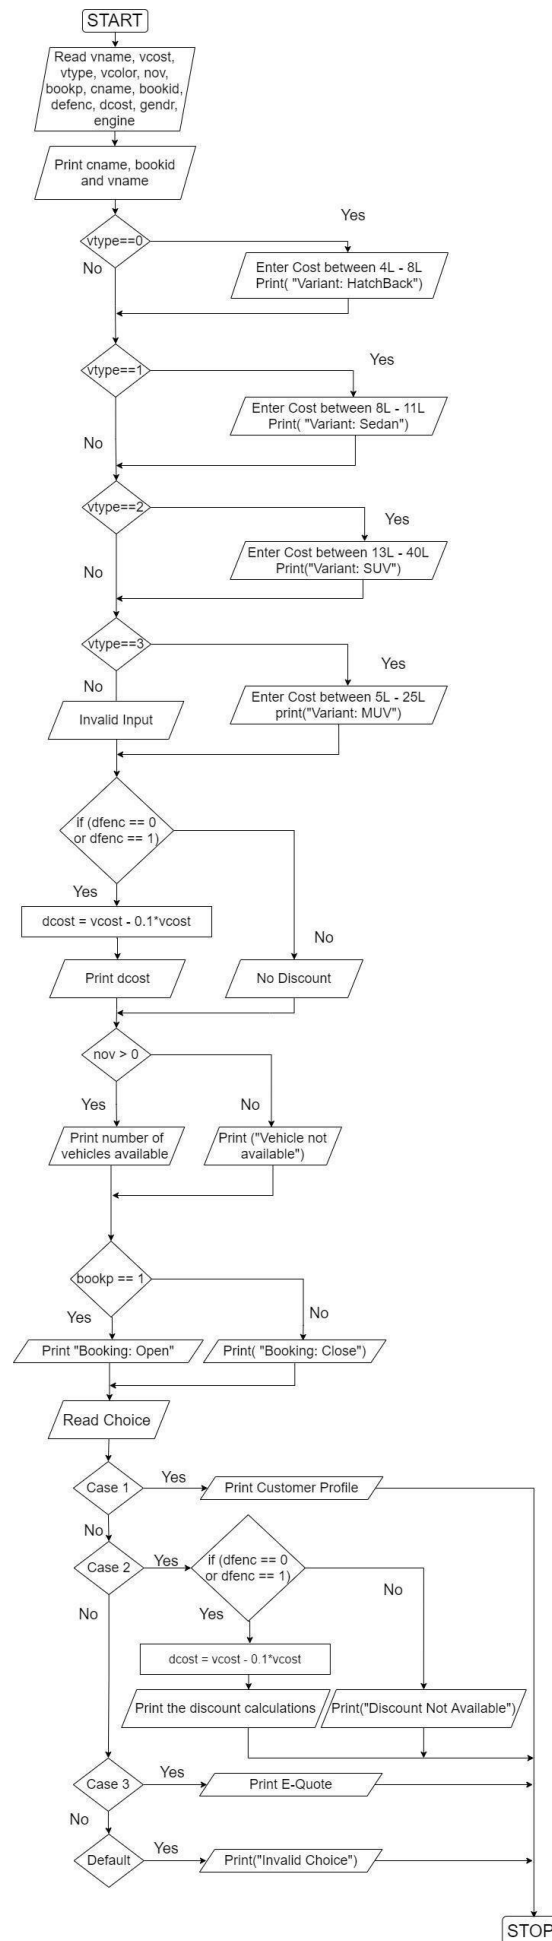 START
Read vname, vcost,
vtype, vcolor, nov,
bookp, cname, bookid,
defenc, dcost, gendr,
engine
Print cname, bookid
and vname
Yes
vtype==0
No
Enter Cost between 4L - 8L
Print( "Variant: HatchBack")
Yes
vtype==1
Enter Cost between 8L - 11L
Print( "Variant: Sedan")
No
vtype==2
Yes
Enter Cost between 13L - 40L
Print("Variant: SUV")
No
vtype==3
Yes
No
Enter Cost between 5L - 25L
print("Variant: MUV")
Invalid Input
if (dfenc == 0
or dfenc == 1)
Yes
dcost = vcost - 0.1*vcost
No
Print dcost
No Discount
nov > 0
Yes
No
Print number of
vehicles available
Print ("Vehicle not
available")
bookp == 1
Yes
No
Print "Booking: Open"
Print( "Booking: Close")
Read Choice
Case 1
Yes
Print Customer Profile
No
Case 2
Yes
if (dfenc == 0
or dfenc == 1)
No
No
Yes
dcost = vcost - 0.1*vcost
Print the discount calculations
Print("Discount Not Available")
Case 3
Yes
Print E-Quote
No
Default
Yes
Print("Invalid Choice")
STOP